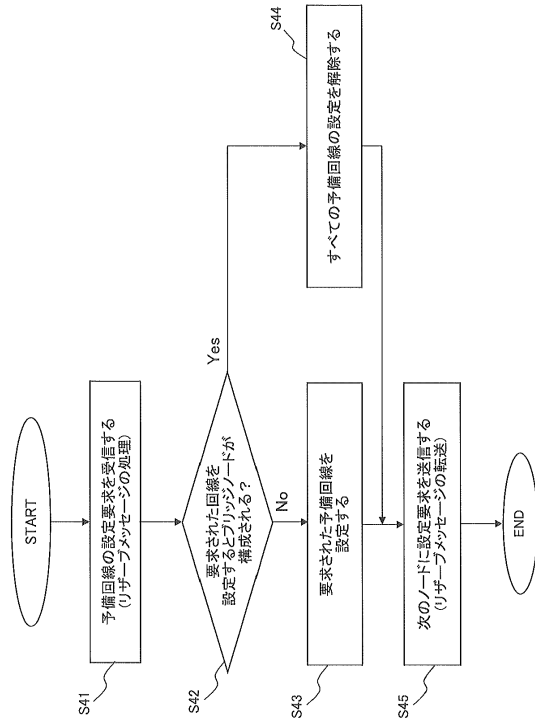 START
S41
予備回線の設定要求を受信する
(リザーブメッセージの処理)
S42
要求された回線を
設定するとブリッジノードが
構成される?
Yes
No
S43
要求された予備回線を
設定する
S44
すべての予備回線の設定を解除する
S45
次のノードに設定要求を送信する
(リザーブメッセージの転送)
END